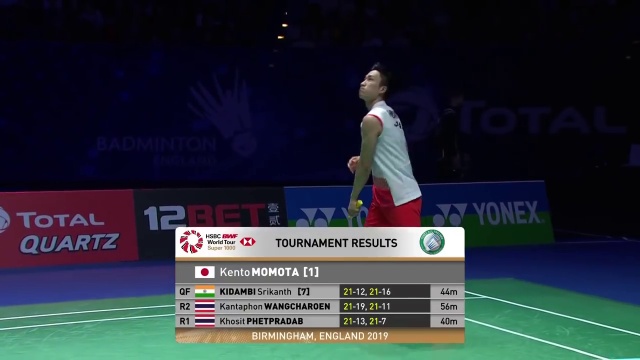 BADMINTON
ENGLAND
TOTAL
TOTAL
QUARTZ
12BET
YONEX
YONEX
HSBC BWF
World Tour
Super 1000
TOURNAMENT RESULTS
Kento MOMOTA [1]
QF KIDAMBI Srikanth [7] 21-12, 21-16 44m
R2 Kantaphon WANGCHAROEN 21-19, 21-11 56m
R1 Khosit PHETPRADAB 21-13, 21-7 40m
BIRMINGHAM, ENGLAND 2019